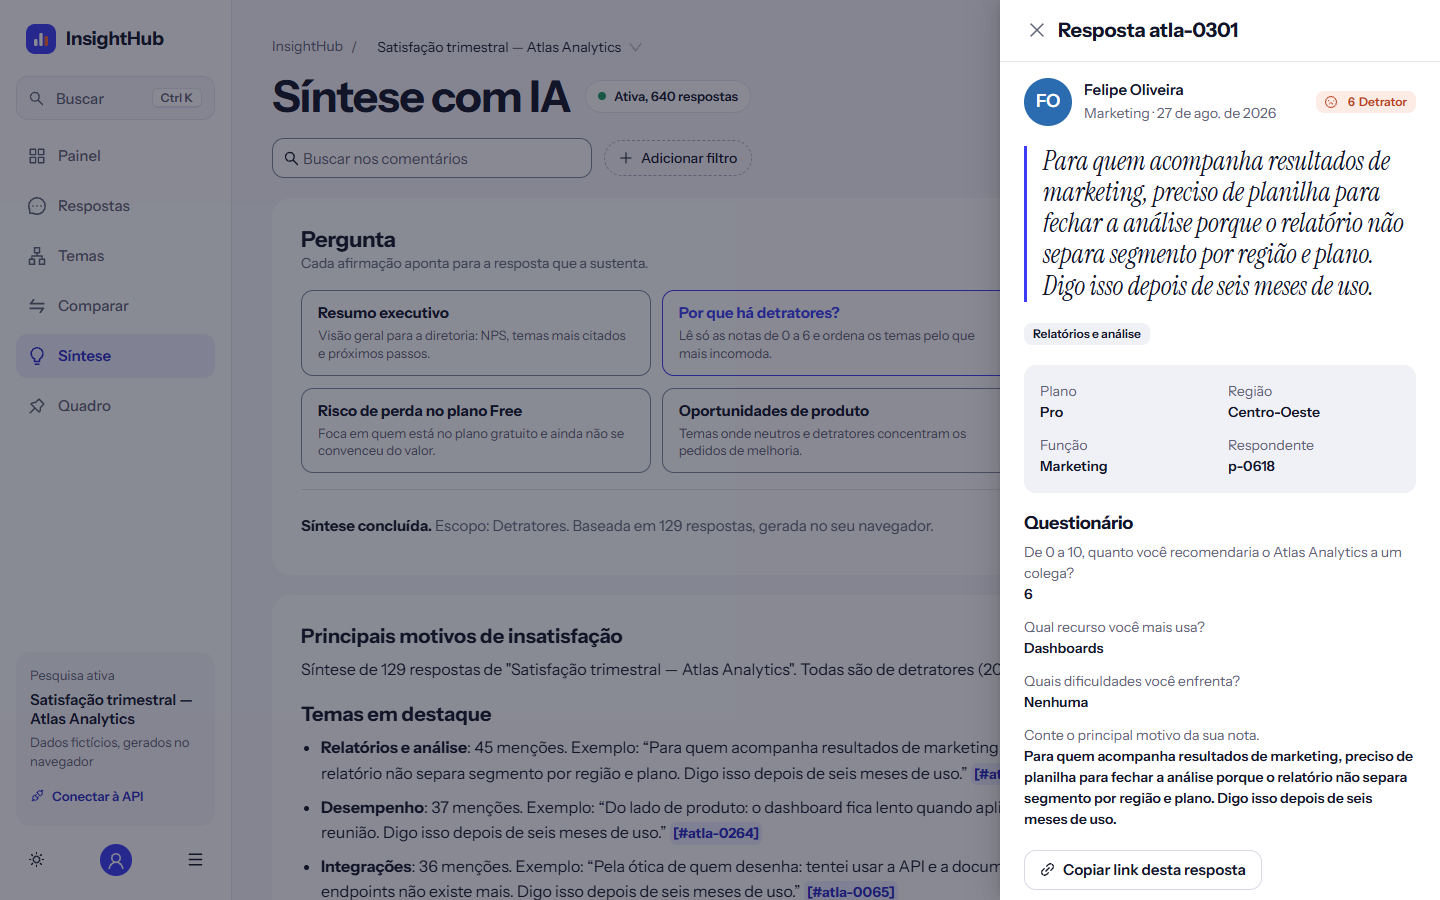 InsightHub
Buscar
Ctrl K
Painel
Respostas
Temas
Comparar
Síntese
Quadro
Pesquisa ativa
Satisfação trimestral —
Atlas Analytics
Dados fictícios, gerados no
navegador
Conectar à API
InsightHub / Satisfação trimestral — Atlas Analytics
Síntese com IA
Ativa, 640 respostas
Buscar nos comentários
Adicionar filtro
Pergunta
Cada afirmação aponta para a resposta que a sustenta.
Resumo executivo
Visão geral para a diretoria: NPS, temas mais citados
e próximos passos.
Por que há detratores?
Lê só as notas de 0 a 6 e ordena os temas pelo que
mais incomoda.
Risco de perda no plano Free
Foca em quem está no plano gratuito e ainda não se
convenceu do valor.
Oportunidades de produto
Temas onde neutros e detratores concentram os
pedidos de melhoria.
Síntese concluída. Escopo: Detratores. Baseada em 129 respostas, gerada no seu navegador.
Principais motivos de insatisfação
Síntese de 129 respostas de "Satisfação trimestral — Atlas Analytics". Todas são de detratores (20
Temas em destaque
• Relatórios e análise: 45 menções. Exemplo: “Para quem acompanha resultados de marketing
relatório não separa segmento por região e plano. Digo isso depois de seis meses de uso.” [#at
• Desempenho: 37 menções. Exemplo: “Do lado de produto: o dashboard fica lento quando apli
reunião. Digo isso depois de seis meses de uso.” [#atla-0264]
• Integrações: 36 menções. Exemplo: “Pela ótica de quem desenha: tentei usar a API e a docum
endpoints não existe mais. Digo isso depois de seis meses de uso.” [#atla-0065]
Resposta atla-0301
FO
Felipe Oliveira
Marketing · 27 de ago. de 2026
6 Detrator
Para quem acompanha resultados de
marketing, preciso de planilha para
fechar a análise porque o relatório não
separa segmento por região e plano.
Digo isso depois de seis meses de uso.
Relatórios e análise
Plano
Pro
Região
Centro-Oeste
Função
Marketing
Respondente
p-0618
Questionário
De 0 a 10, quanto você recomendaria o Atlas Analytics a um
colega?
6
Qual recurso você mais usa?
Dashboards
Quais dificuldades você enfrenta?
Nenhuma
Conte o principal motivo da sua nota.
Para quem acompanha resultados de marketing, preciso de
planilha para fechar a análise porque o relatório não separa
segmento por região e plano. Digo isso depois de seis
meses de uso.
Copiar link desta resposta